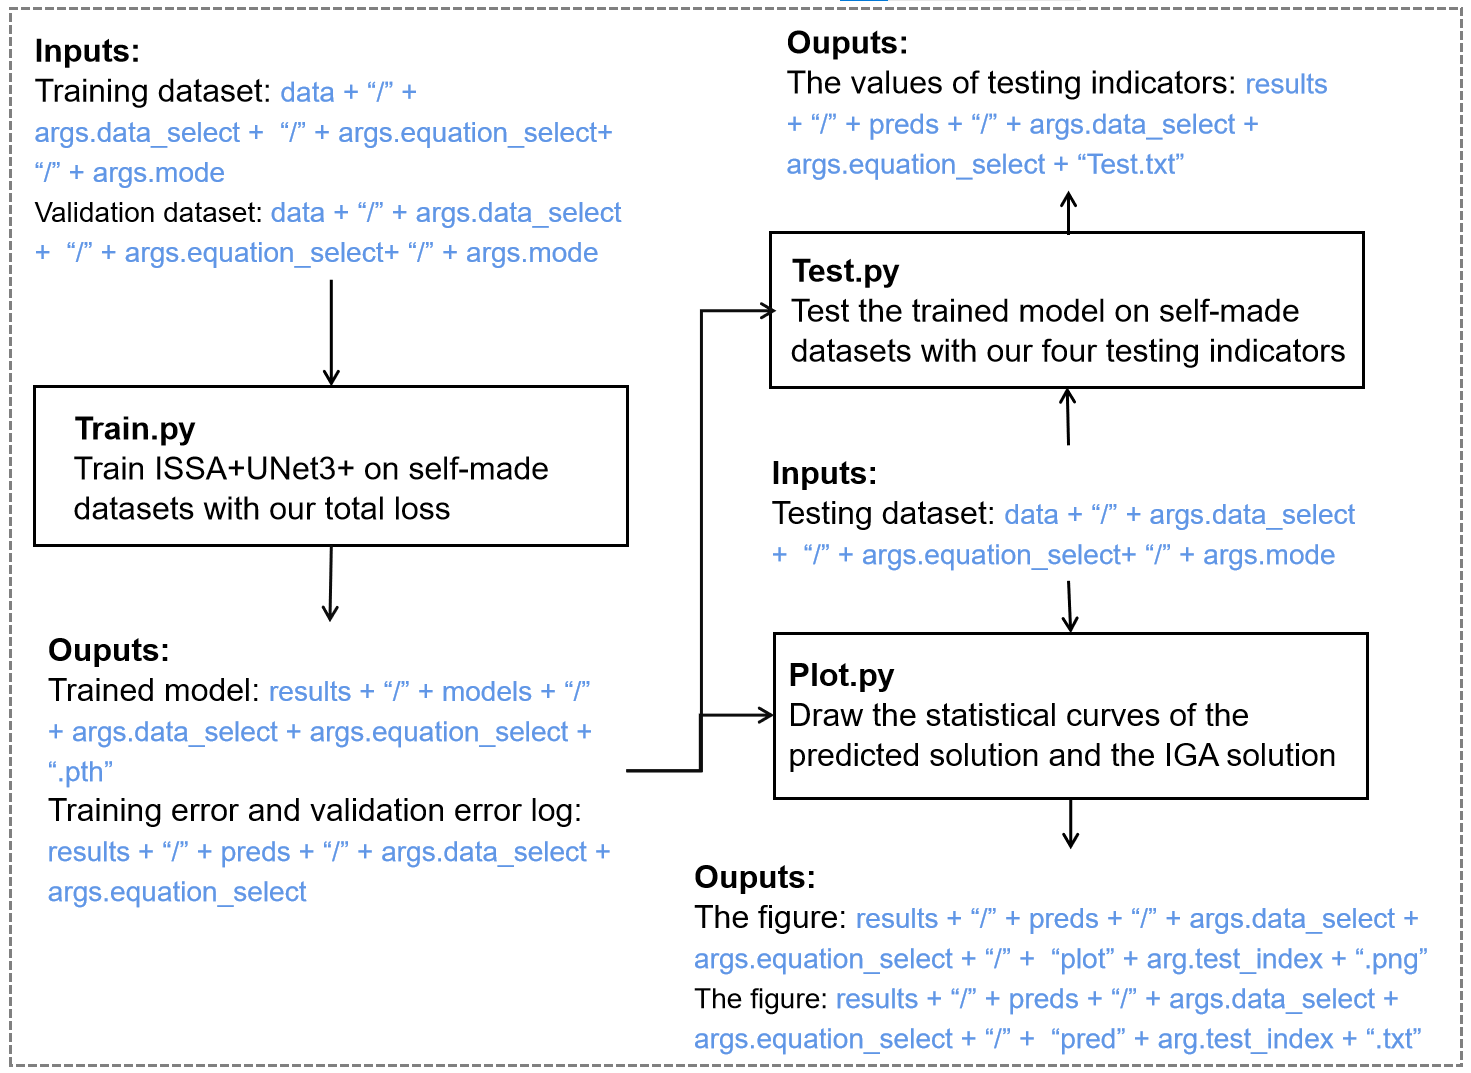 Inputs:
Training dataset: data + “/” +
args.data_select +  “/” + args.equation_select+
“/” + args.mode
Validation dataset: data + “/” + args.data_select
+  “/” + args.equation_select+ “/” + args.mode
Train.py
Train ISSA+UNet3+ on self-made
datasets with our total loss
Ouputs:
Trained model: results + “/” + models + “/”
+ args.data_select + args.equation_select +
“.pth”
Training error and validation error log:
results + “/” + preds + “/” + args.data_select +
args.equation_select
Ouputs:
The values of testing indicators: results
+ “/” + preds + “/” + args.data_select +
args.equation_select + “Test.txt”
Test.py
Test the trained model on self-made
datasets with our four testing indicators
Inputs:
Testing dataset: data + “/” + args.data_select
+  “/” + args.equation_select+ “/” + args.mode
Plot.py
Draw the statistical curves of the
predicted solution and the IGA solution
Ouputs:
The figure: results + “/” + preds + “/” + args.data_select +
args.equation_select + “/” +  “plot” + arg.test_index + “.png”
The figure: results + “/” + preds + “/” + args.data_select +
args.equation_select + “/” +  “pred” + arg.test_index + “.txt”